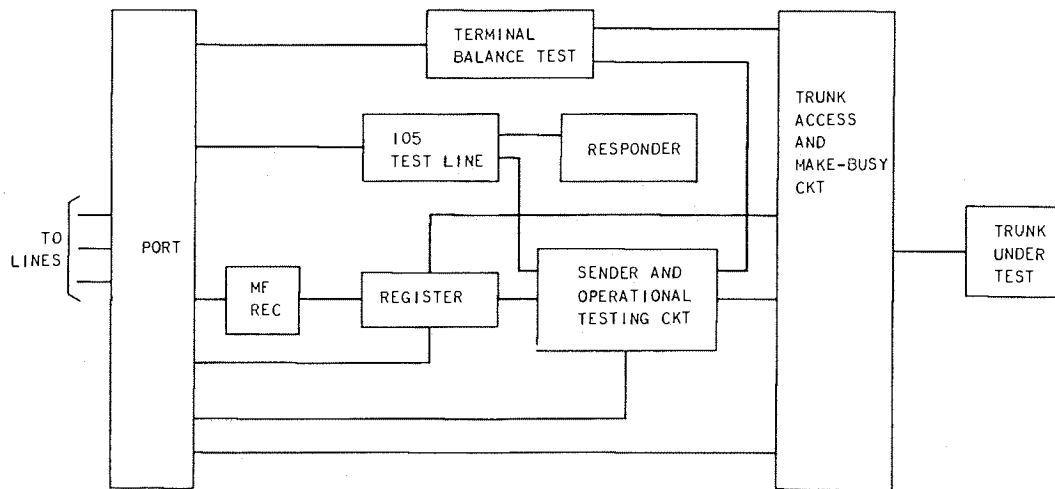 TERMINAL
BALANCE TEST
105
TEST LINE
RESPONDER
TRUNK
ACCESS
AND
MAKE-BUSY
CKT
TO
LINES
PORT
MF
REC
REGISTER
SENDER AND
OPERATIONAL
TESTING CKT
TRUNK
UNDER
TEST